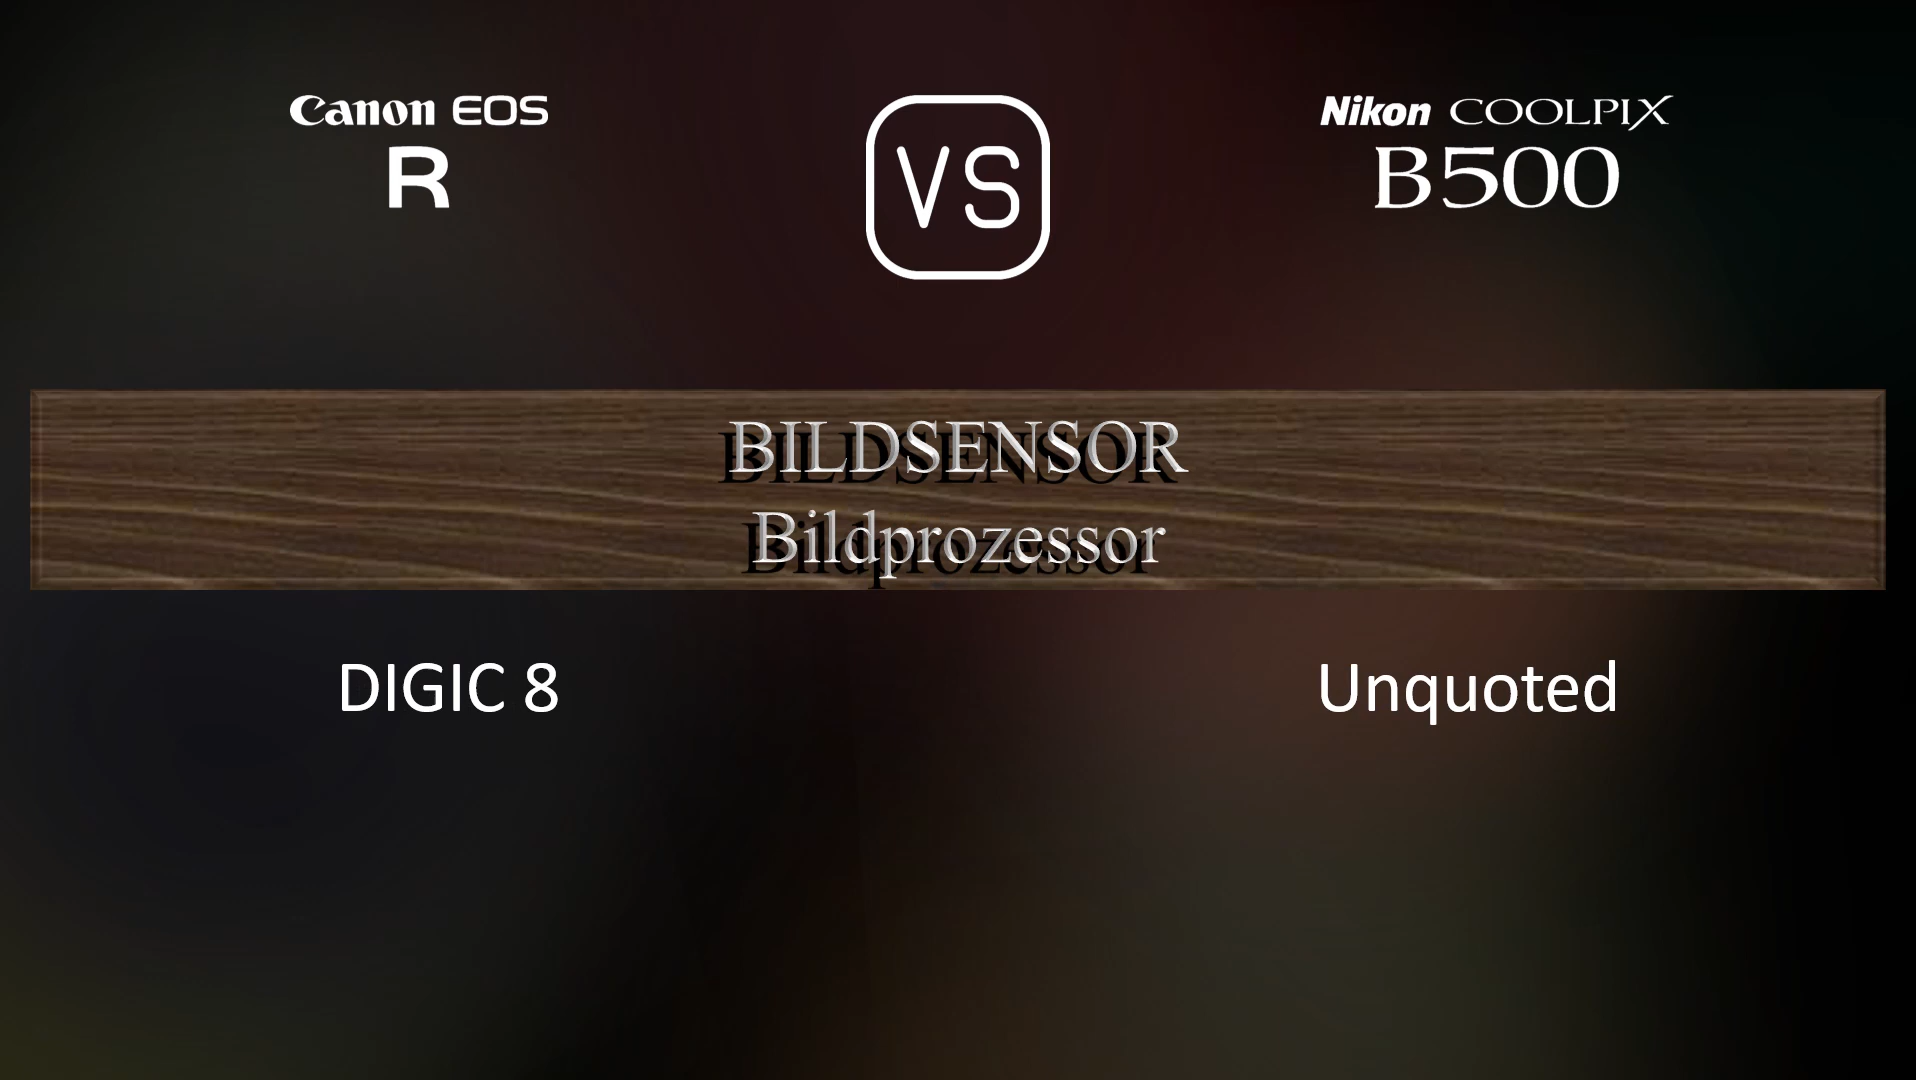 Canon EOS
R
VS
Nikon COOLPIX
B500
BILDSENSOR
Bildprozessor
DIGIC 8
Unquoted